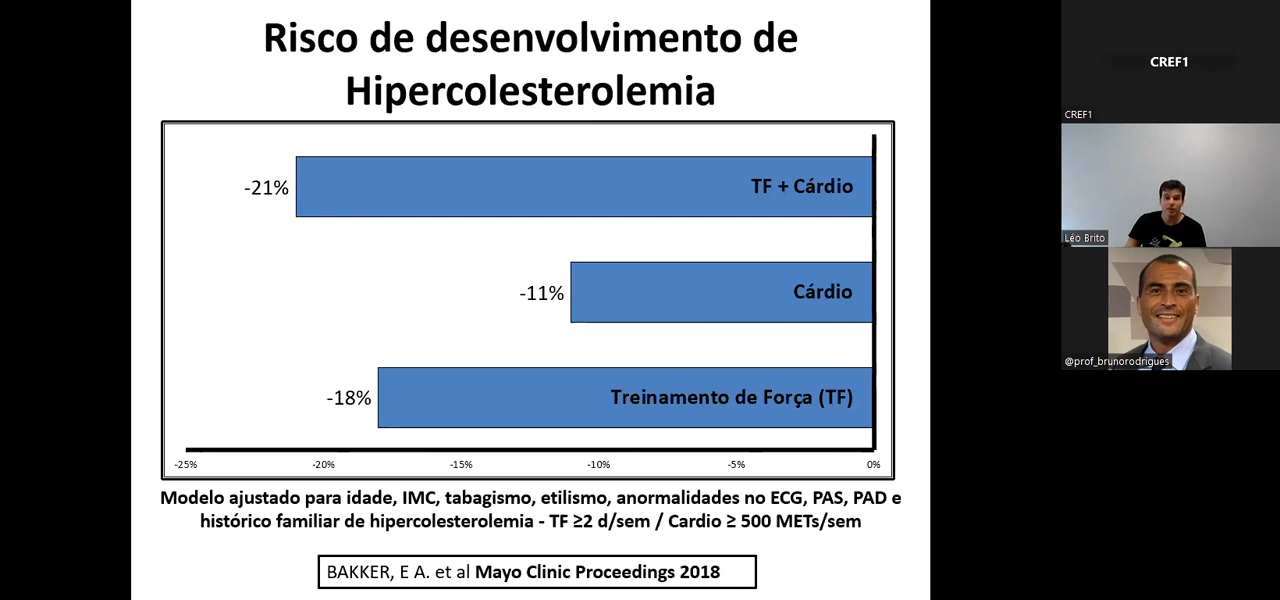 Risco de desenvolvimento de
Hipercolesterolemia
-21%
TF + Cárdio
-11%
Cárdio
-18%
Treinamento de Força (TF)
-25%
-20%
-15%
-10%
-5%
0%
Modelo ajustado para idade, IMC, tabagismo, etilismo, anormalidades no ECG, PAS, PAD e
histórico familiar de hipercolesterolemia - TF ≥2 d/sem / Cardio ≥ 500 METs/sem
BAKKER, E A. et al Mayo Clinic Proceedings 2018
CREF1
CREF1
Léo Brito
@prof_brunorodrigues